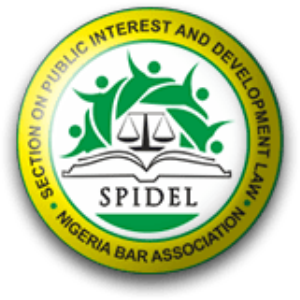 SECTION ON PUBLIC INTEREST AND DEVELOPMENT LAW
SPIDEL
NIGERIA BAR ASSOCIATION